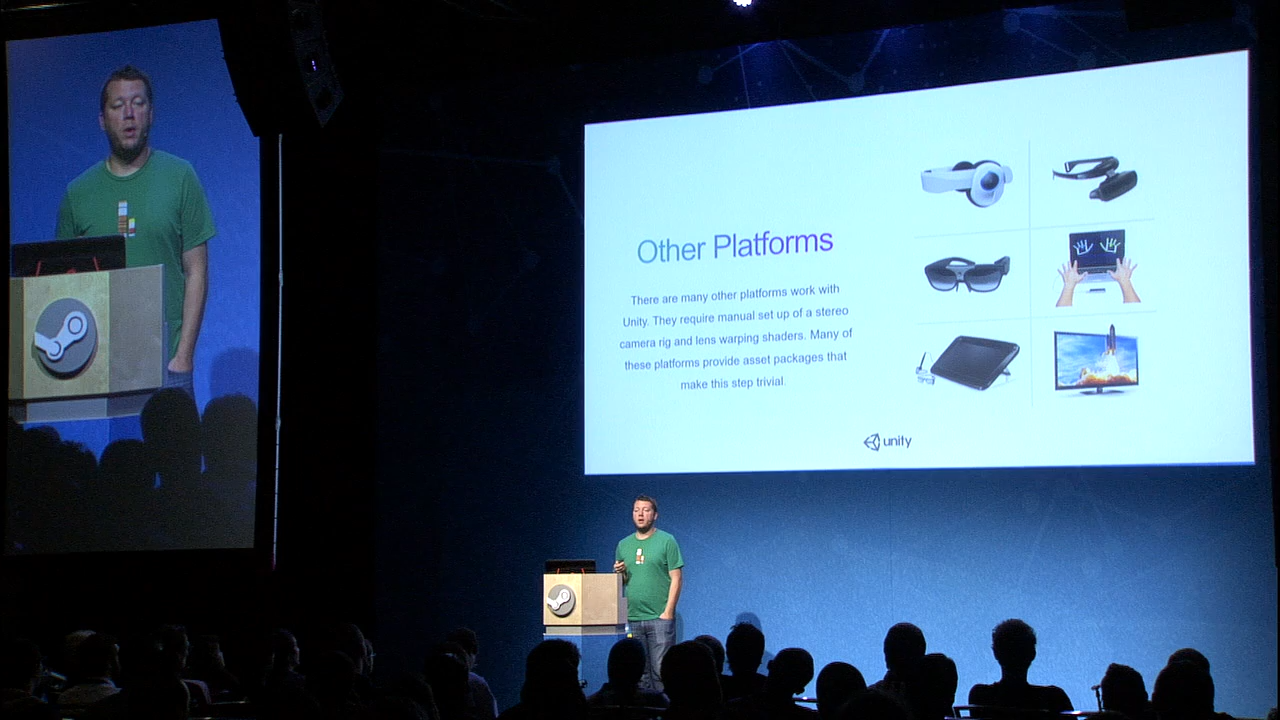 Other Platforms
There are many other platforms work with
Unity. They require manual set up of a stereo
camera rig and lens warping shaders. Many of
these platforms provide asset packages that
make this step trivial.
unity